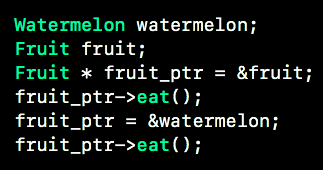 Watermelon watermelon;
Fruit fruit;
Fruit * fruit_ptr = &fruit;
fruit_ptr->eat();
fruit_ptr = &watermelon;
fruit_ptr->eat();